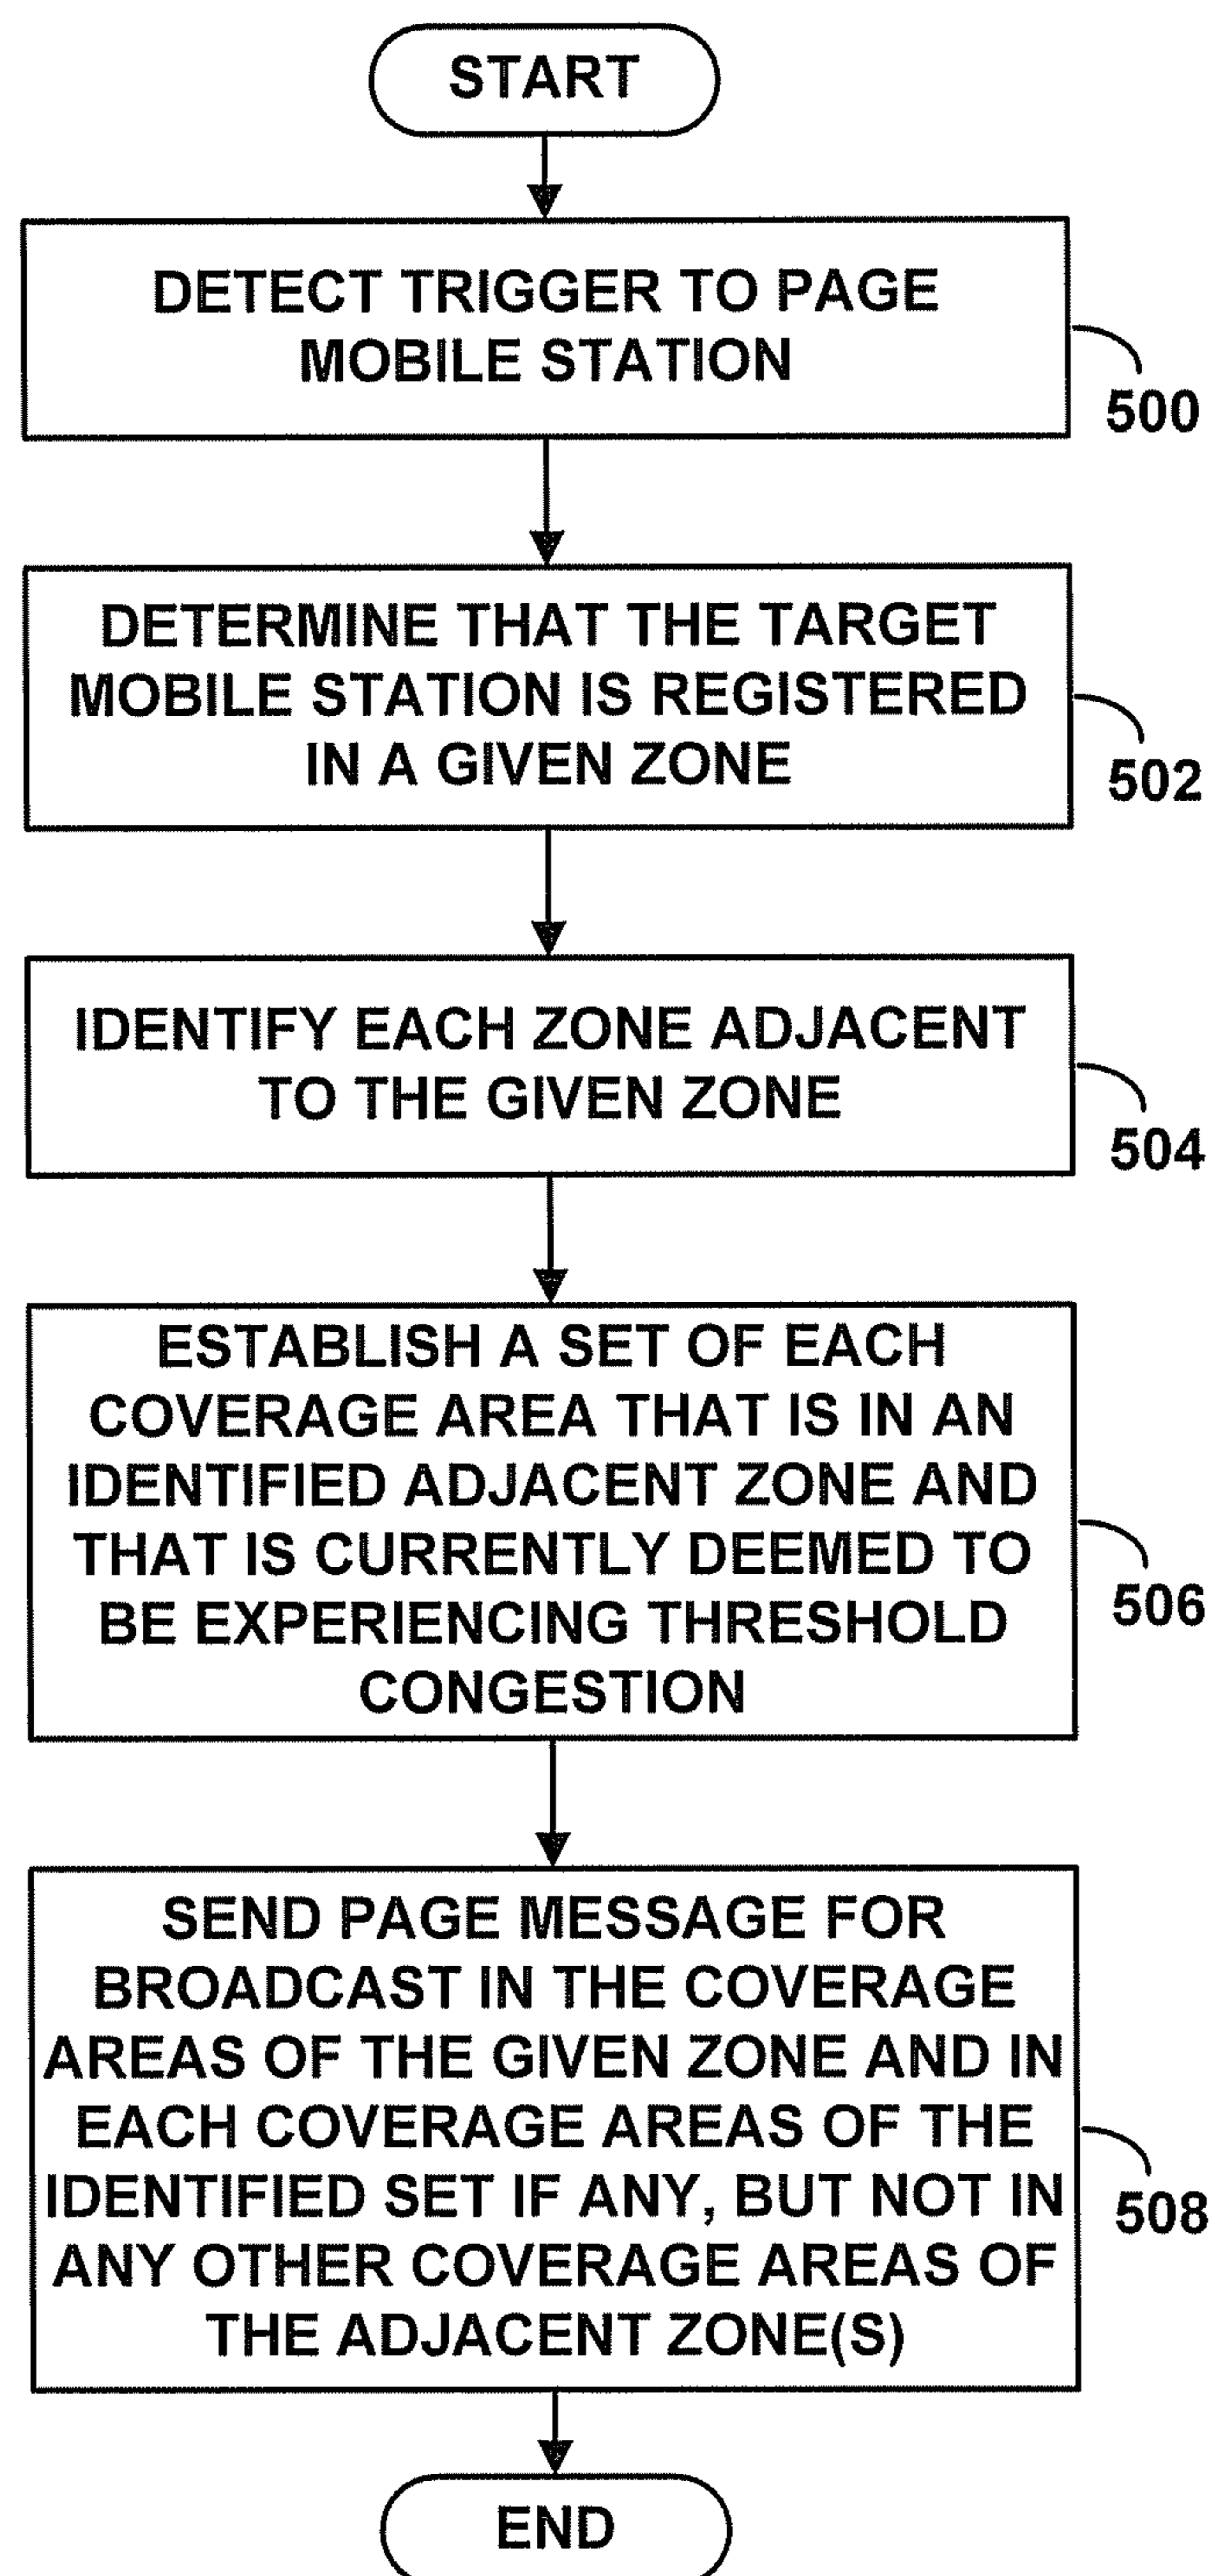 START
DETECT TRIGGER TO PAGE
MOBILE STATION
500
DETERMINE THAT THE TARGET
MOBILE STATION IS REGISTERED
IN A GIVEN ZONE
502
IDENTIFY EACH ZONE ADJACENT
TO THE GIVEN ZONE
504
ESTABLISH A SET OF EACH
COVERAGE AREA THAT IS IN AN
IDENTIFIED ADJACENT ZONE AND
THAT IS CURRENTLY DEEMED TO
BE EXPERIENCING THRESHOLD
CONGESTION
506
SEND PAGE MESSAGE FOR
BROADCAST IN THE COVERAGE
AREAS OF THE GIVEN ZONE AND IN
EACH COVERAGE AREAS OF THE
IDENTIFIED SET IF ANY, BUT NOT IN
ANY OTHER COVERAGE AREAS OF
THE ADJACENT ZONE(S)
508
END